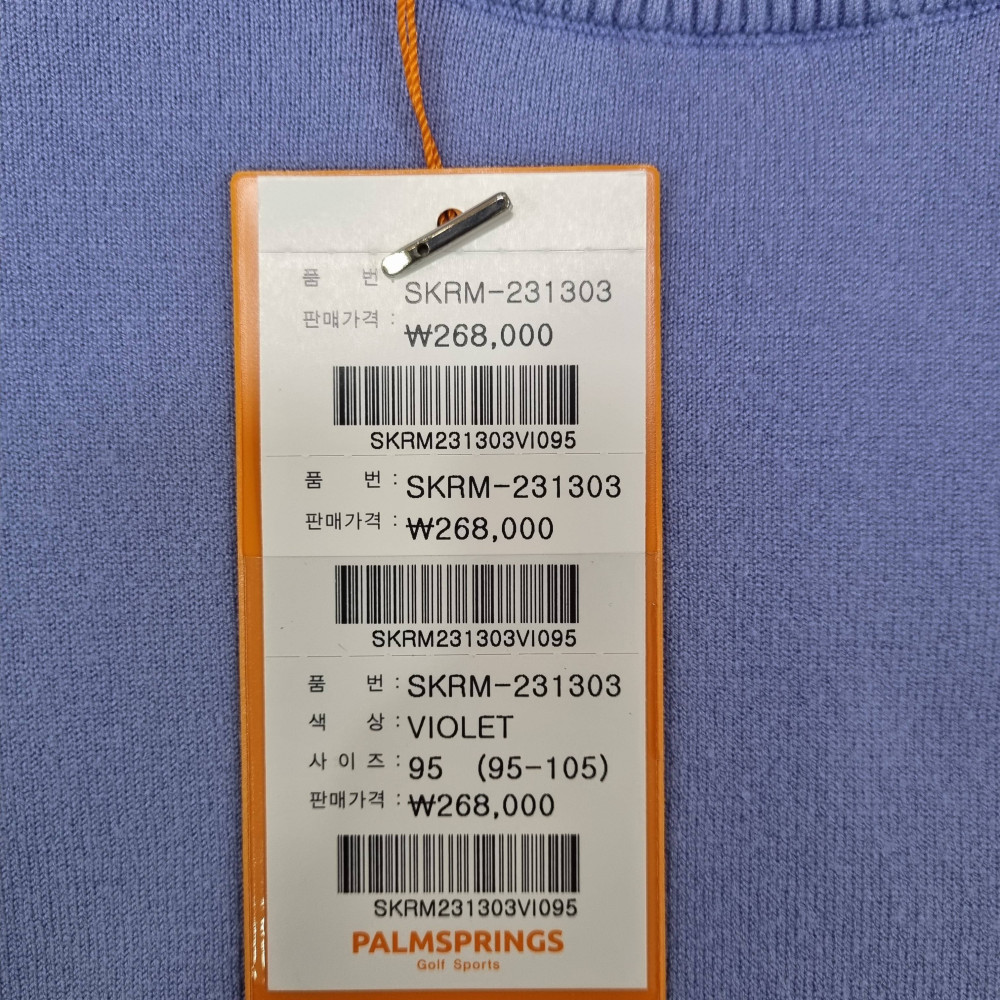 품 번 : SKRM-231303
판매가격 : ₩268,000
SKRM231303VI095
품 번 : SKRM-231303
판매가격 : ₩268,000
SKRM231303VI095
품 번 : SKRM-231303
색 상 : VIOLET
사 이 즈 : 95 (95-105)
판매가격 : ₩268,000
SKRM231303VI095
PALMSPRINGS
Golf Sports